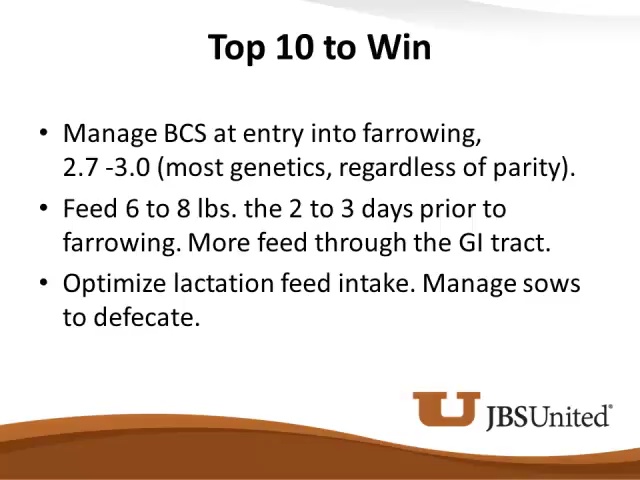 Top 10 to Win
• Manage BCS at entry into farrowing,
2.7 -3.0 (most genetics, regardless of parity).
• Feed 6 to 8 lbs. the 2 to 3 days prior to
farrowing. More feed through the GI tract.
• Optimize lactation feed intake. Manage sows
to defecate.
JBSUnited®